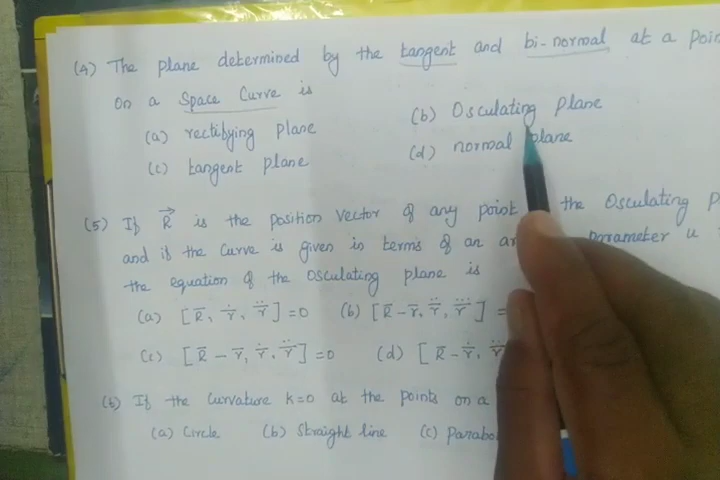 (4) The plane determined by the tangent and bi-normal at a
on a Space Curve is
(a) rectifying plane (b) Osculating plane
(c) tangent plane (d) normal plane
(5) If R⃗ is the position vector of any point the Osculating
and if the curve is given in terms of an parameter u
the equation of the Osculating plane is
(a) [R̅, ṙ̅, r̈̅] = 0 (b) [R̅ - r̅, r̈̅, r⃛̅] =
(c) [R̅ - r̅, ṙ̅, r̈̅] = 0 (d) [R̅ - ṙ̅,
(6) If the curvature k=0 at the points on a
(a) Circle (b) Straight line (c)